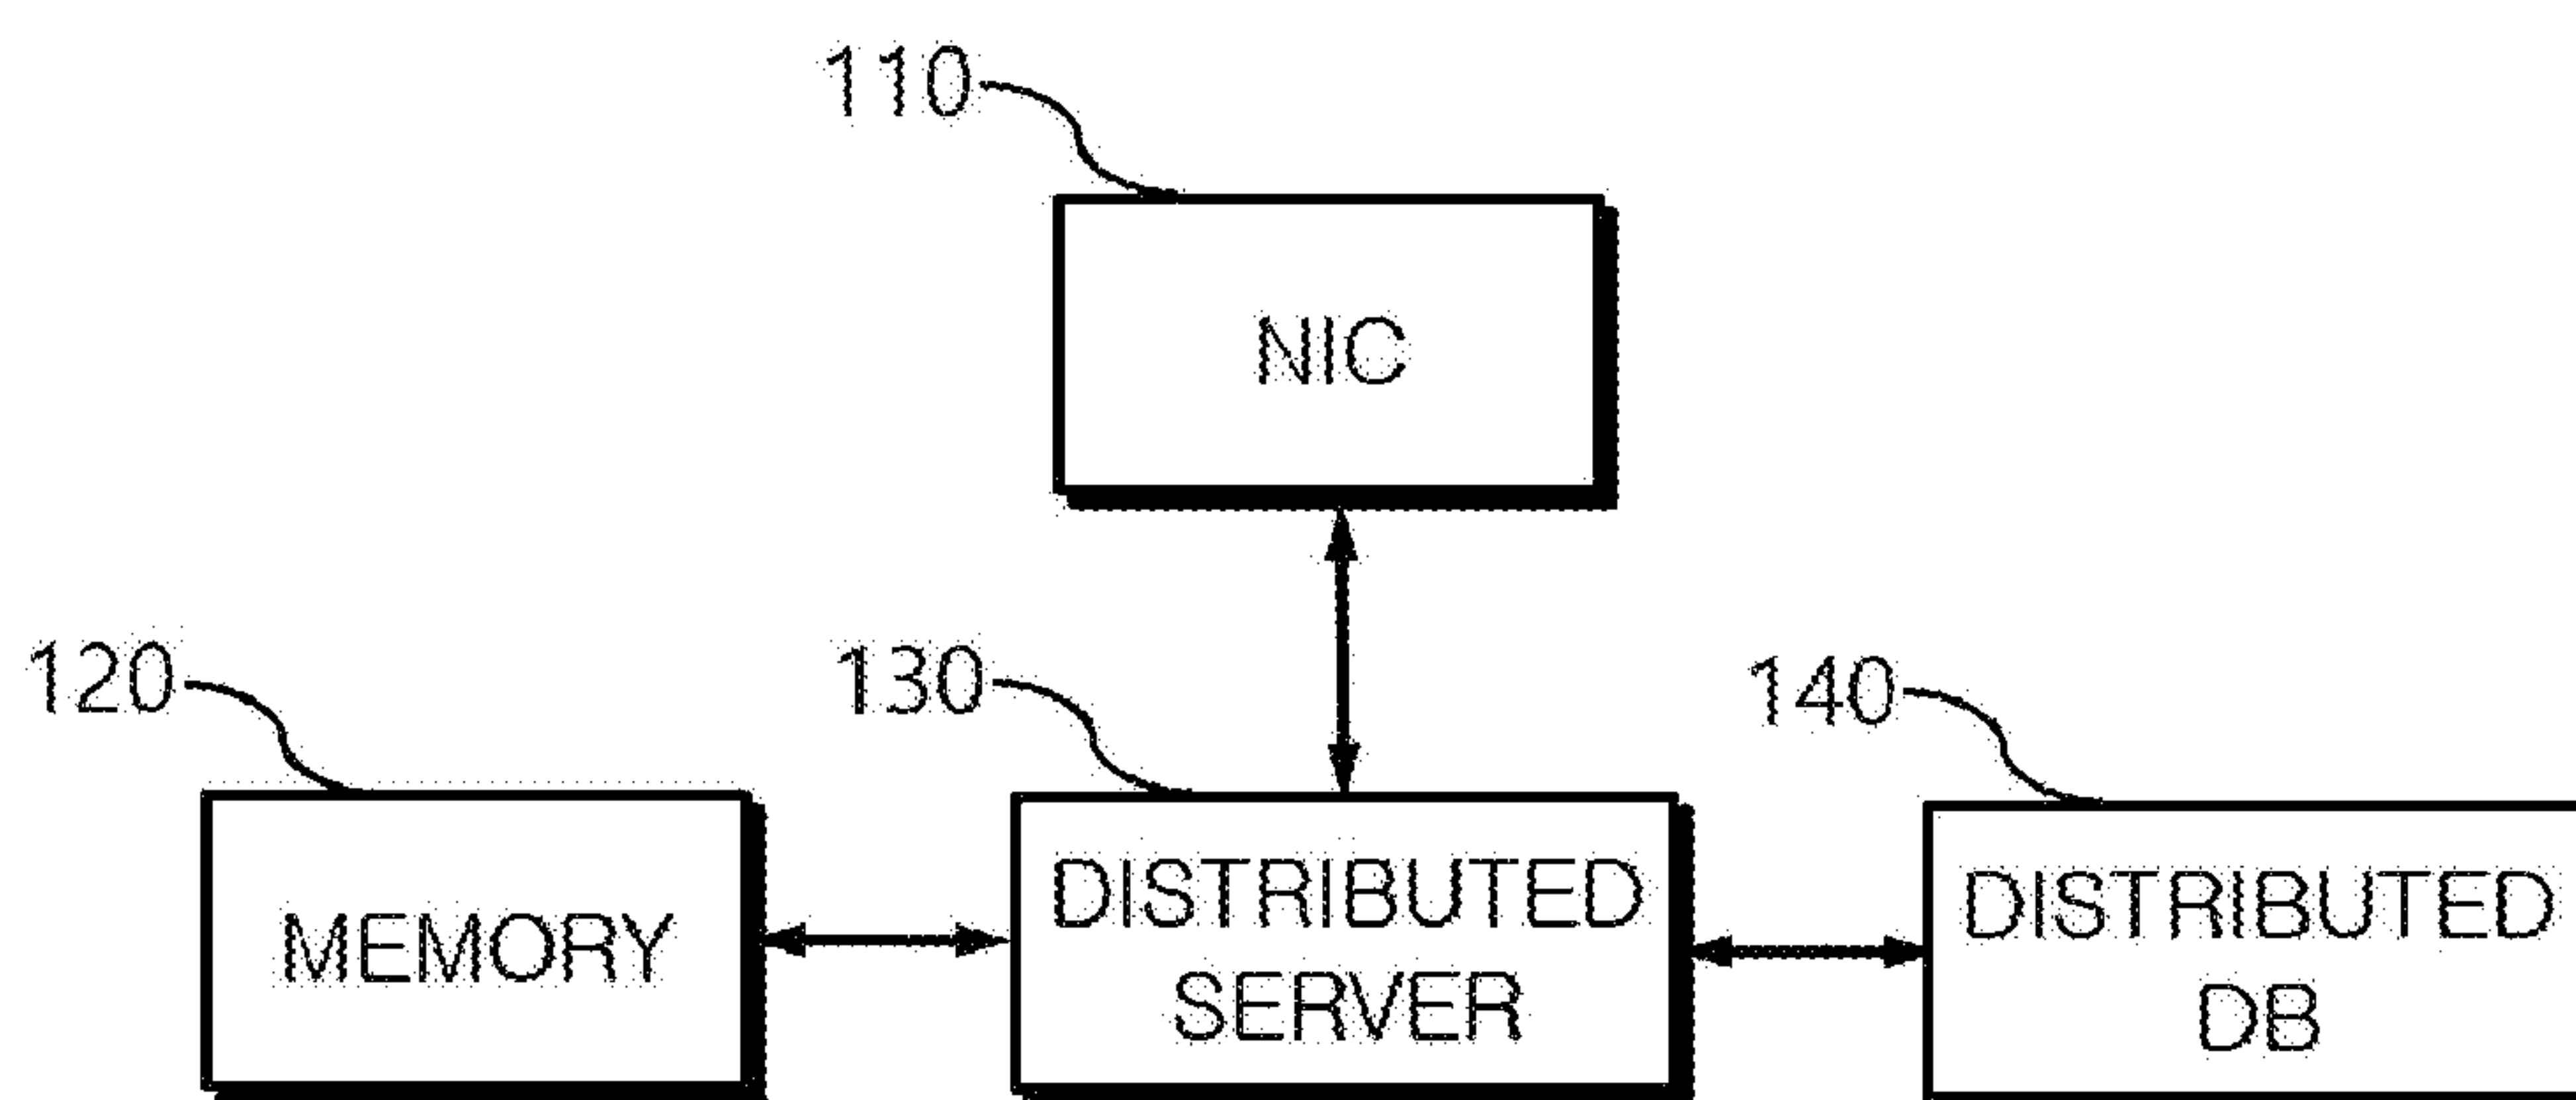 110
NIC
120
130
140
MEMORY
DISTRIBUTED
SERVER
DISTRIBUTED
DB